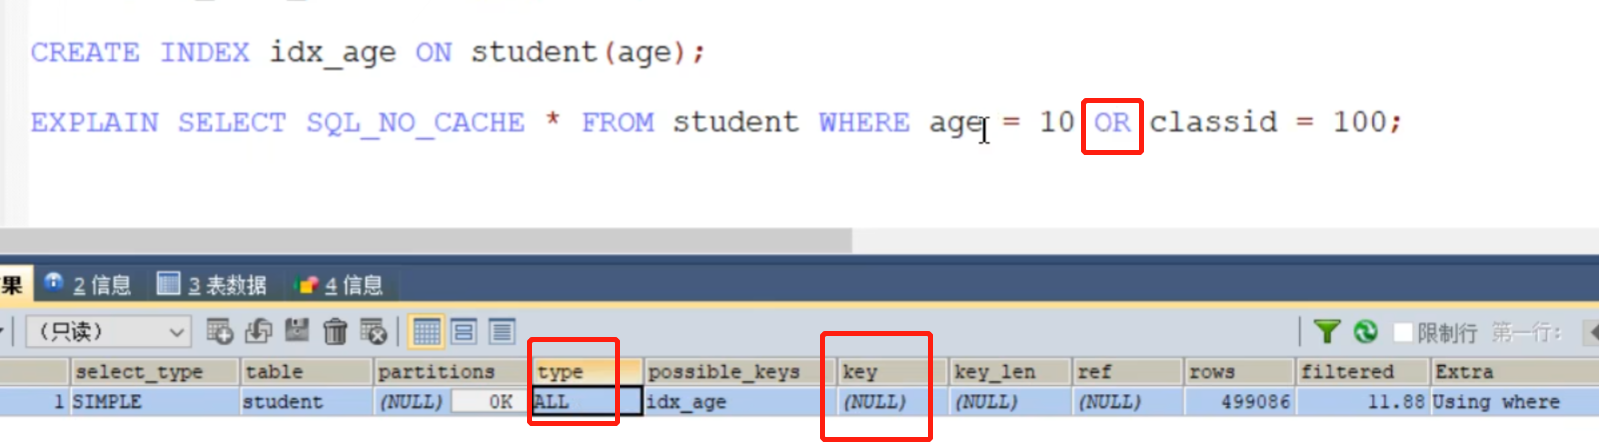 CREATE INDEX idx_age ON student(age);
EXPLAIN SELECT SQL_NO_CACHE * FROM student WHERE age = 10 OR classid = 100;
果 2 信息 3 表数据 4 信息
(只读) 限制行 第一行:
select_type table partitions type possible_keys key key_len ref rows filtered Extra
1 SIMPLE student (NULL) 0K ALL idx_age (NULL) (NULL) (NULL) 499086 11.88 Using where